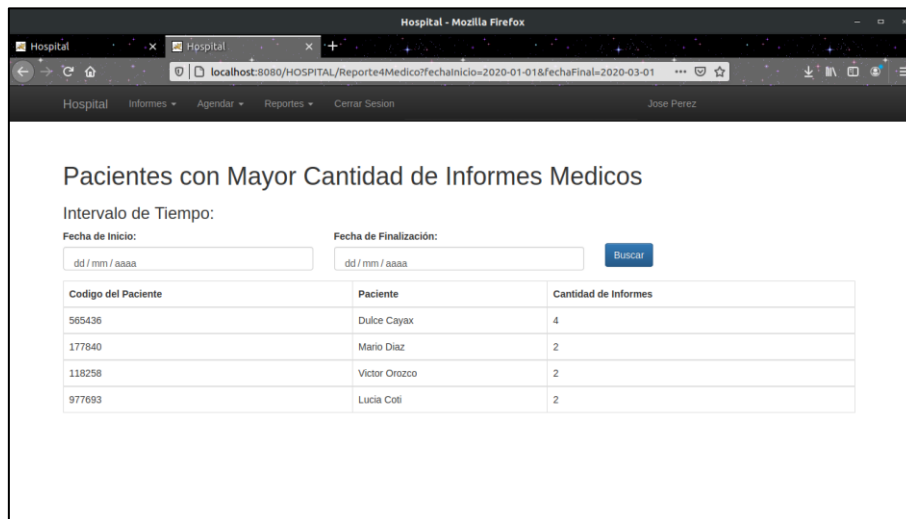 Hospital - Mozilla Firefox
Hospital Hospital
localhost:8080/HOSPITAL/Reporte4Medico?fechaInicio=2020-01-01&fechaFinal=2020-03-01
Hospital Informes Agendar Reportes Cerrar Sesion Jose Perez
Pacientes con Mayor Cantidad de Informes Medicos
Intervalo de Tiempo:
Fecha de Inicio: Fecha de Finalización:
dd / mm / aaaa dd / mm / aaaa Buscar
Codigo del Paciente Paciente Cantidad de Informes
565436 Dulce Cayax 4
177840 Mario Diaz 2
118258 Victor Orozco 2
977693 Lucia Coti 2